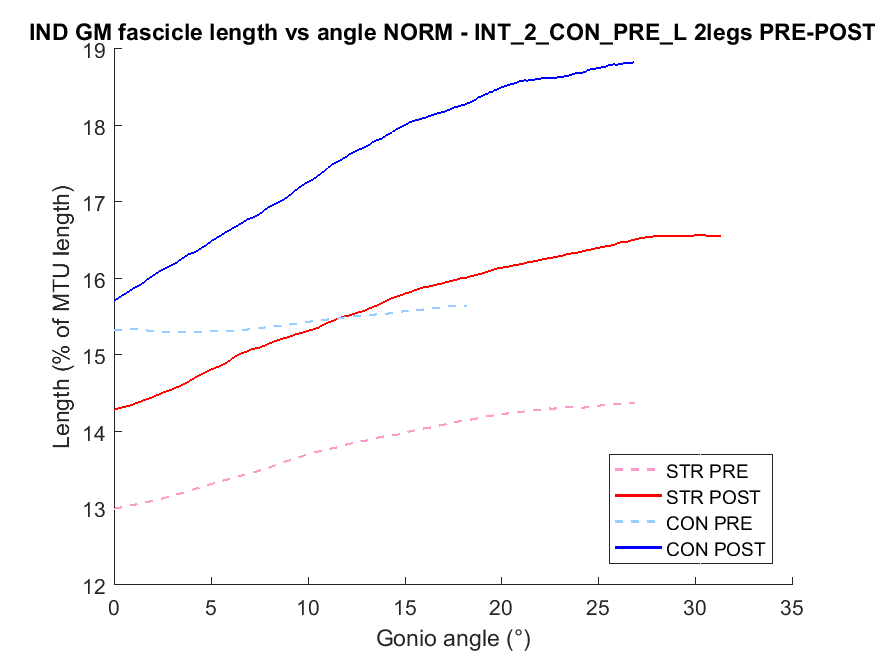 IND GM fascicle length vs angle NORM - INT_2_CON_PRE_L 2legs PRE-POST
19
18
17
16
15
14
13
12
Length (% of MTU length)
STR PRE
STR POST
CON PRE
CON POST
0 5 10 15 20 25 30 35
Gonio angle (°)